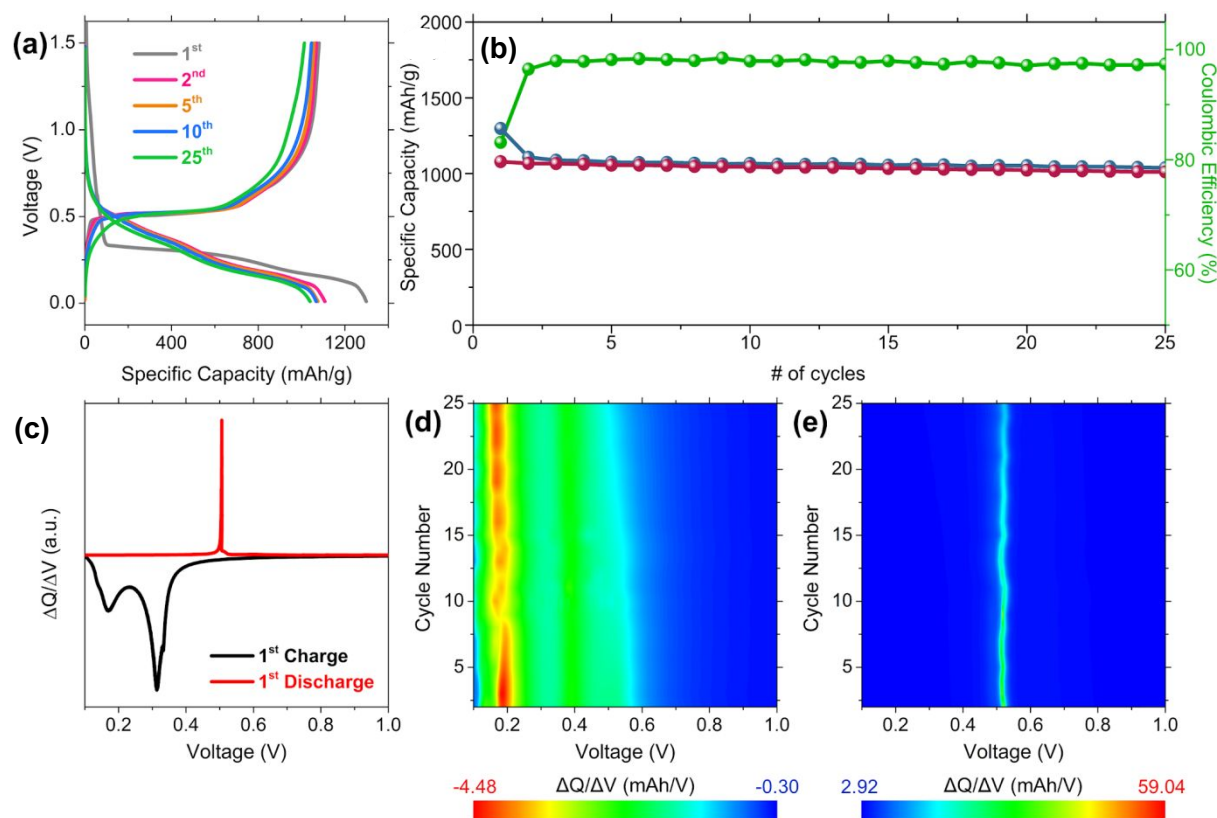 (a)
1st
2nd
5th
10th
25th
Voltage (V)
1.5
1.0
0.5
0.0
0 400 800 1200
Specific Capacity (mAh/g)
(b)
Specific Capacity (mAh/g)
2000
1750
1500
1250
1000
750
500
250
0
0 5 10 15 20 25
# of cycles
100
80
60
Coulombic Efficiency (%)
(c)
ΔQ/ΔV (a.u.)
1st Charge
1st Discharge
0.2 0.4 0.6 0.8 1.0
Voltage (V)
(d)
Cycle Number
25
20
15
10
5
0.2 0.4 0.6 0.8 1.0
Voltage (V)
-4.48 ΔQ/ΔV (mAh/V) -0.30
(e)
Cycle Number
25
20
15
10
5
0.2 0.4 0.6 0.8 1.0
Voltage (V)
2.92 ΔQ/ΔV (mAh/V) 59.04